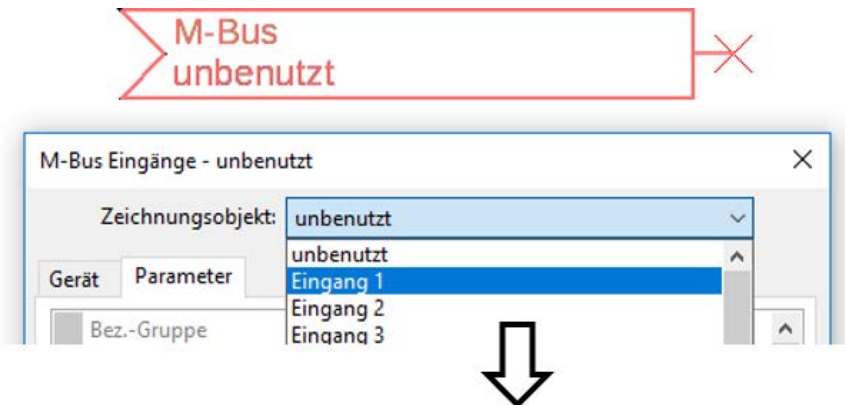 M-Bus
unbenutzt
M-Bus Eingänge - unbenutzt
Zeichnungsobjekt: unbenutzt
unbenutzt
Gerät Parameter Eingang 1
Eingang 2
Bez.-Gruppe Eingang 3